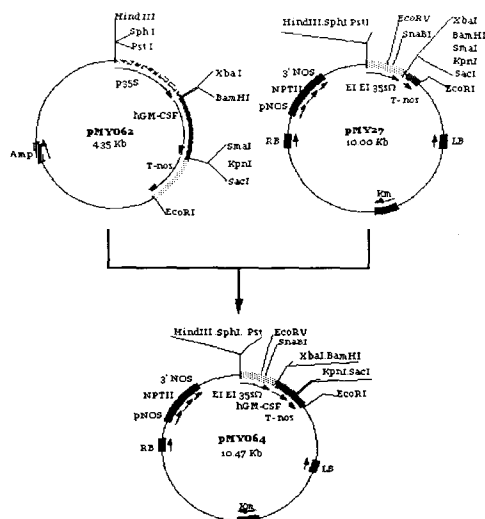 HindIII
SphI
PstI
XbaI
P35S
hGM-CSF
BamHI
pMY062
4.35 Kb
Amp
SmaI
KpnI
SacI
T-nos
EcoRI
HindIII.SphI.PstI
EcoRV
SnaBI
XbaI
BamHI
SmaI
KpnI
SacI
EcoRI
3' NOS
NPTII
pNOS
EI EI 35sΩ
T-nos
pMY27
10.00 Kb
RB
LB
Km
HindIII.SphI. Pst
EcoRV
SnaBI
XbaI.BamHI
KpnI.SacI
EcoRI
3' NOS
NPTII
pNOS
EI EI 35sΩ
hGM-CSF
T-nos
RB
pMY064
10.47 Kb
LB
Km